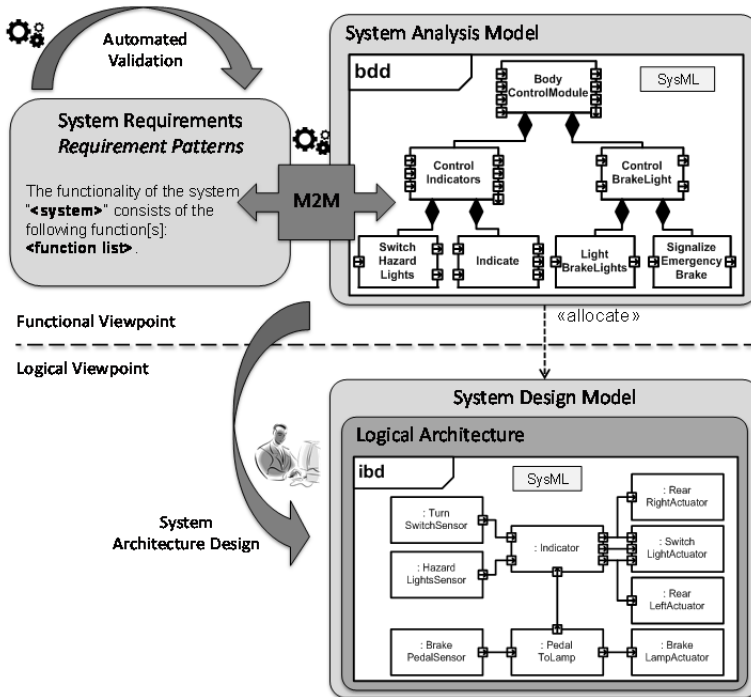 Automated
Validation
System Requirements
Requirement Patterns
The functionality of the system
"<system>" consists of the
following function[s]:
<function list>.
M2M
System Analysis Model
bdd
SysML
Body
ControlModule
Control
Indicators
Control
BrakeLight
Switch
Hazard
Lights
Indicate
Light
BrakeLights
Signalize
Emergency
Brake
Functional Viewpoint
«allocate»
Logical Viewpoint
System Design Model
Logical Architecture
ibd
SysML
System
Architecture Design
: Turn
SwitchSensor
: Hazard
LightsSensor
: Indicator
: Rear
RightActuator
: Switch
LightActuator
: Rear
LeftActuator
: Brake
PedalSensor
: Pedal
ToLamp
: Brake
LampActuator